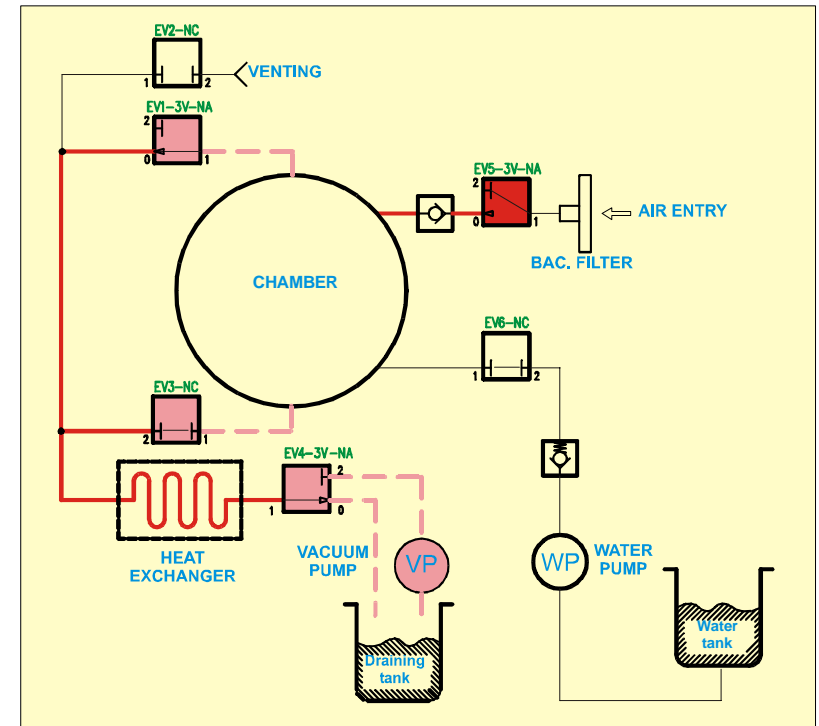 EV2-NC
1 2
VENTING
EV1-3V-NA
2
0 1
EV5-3V-NA
2
0 1
AIR ENTRY
BAC. FILTER
CHAMBER
EV6-NC
1 2
EV3-NC
2 1
EV4-3V-NA
2
1 0
HEAT
EXCHANGER
VACUUM
PUMP
VP
WP
WATER
PUMP
Water
tank
Draining
tank